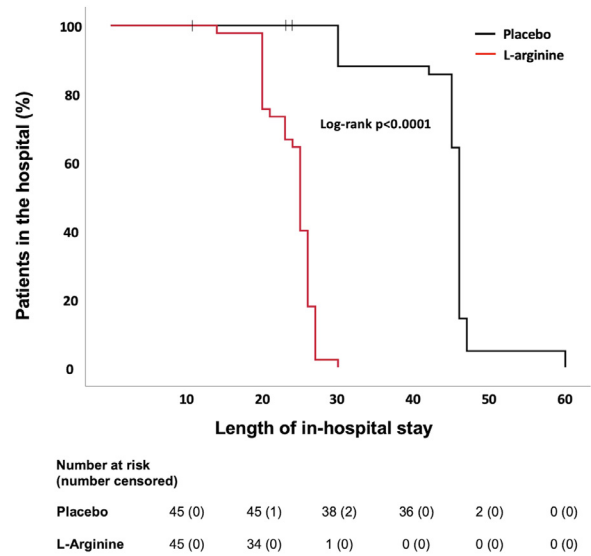 100
80
60
40
20
0
Patients in the hospital (%)
Placebo
L-arginine
Log-rank p<0.0001
10 20 30 40 50 60
Length of in-hospital stay
Number at risk
(number censored)
Placebo 45 (0) 45 (1) 38 (2) 36 (0) 2 (0) 0 (0)
L-Arginine 45 (0) 34 (0) 1 (0) 0 (0) 0 (0) 0 (0)